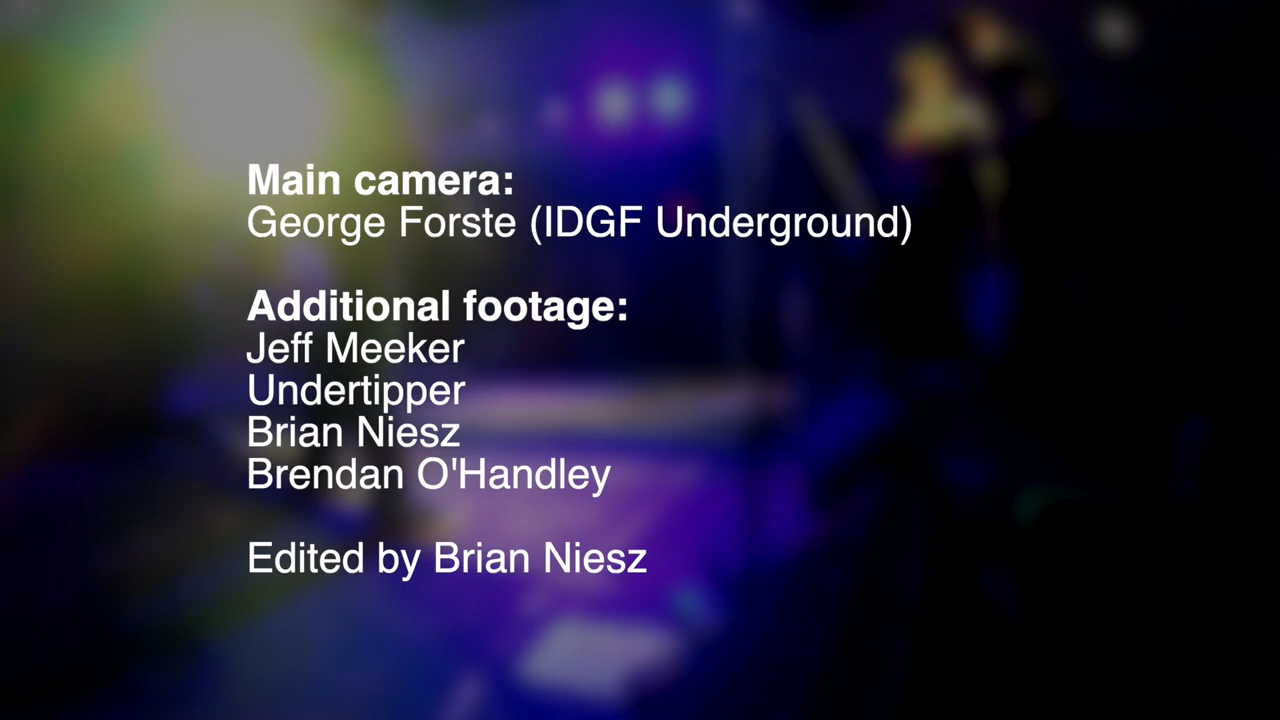 Main camera:
George Forste (IDGF Underground)
Additional footage:
Jeff Meeker
Undertipper
Brian Niesz
Brendan O'Handley
Edited by Brian Niesz